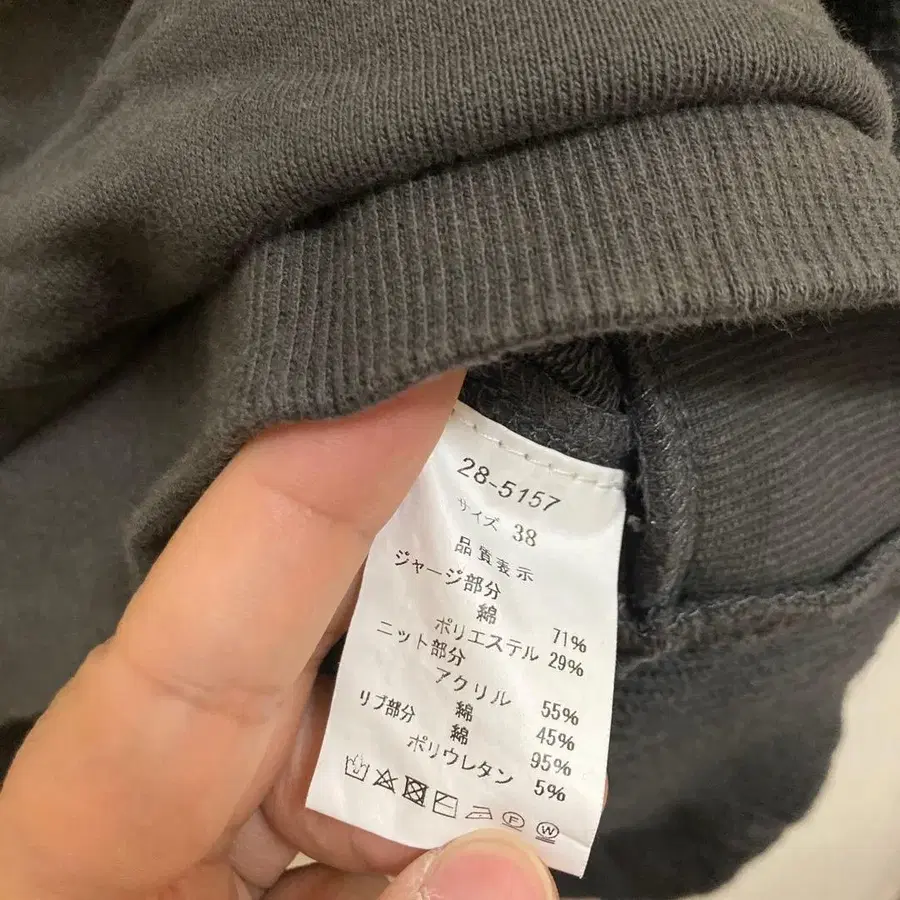 28-5157
サイズ 38
品質表示
ジャージ部分
綿 71%
ポリエステル 29%
ニット部分
アクリル 55%
綿 45%
リブ部分
綿 95%
ポリウレタン 5%
F W